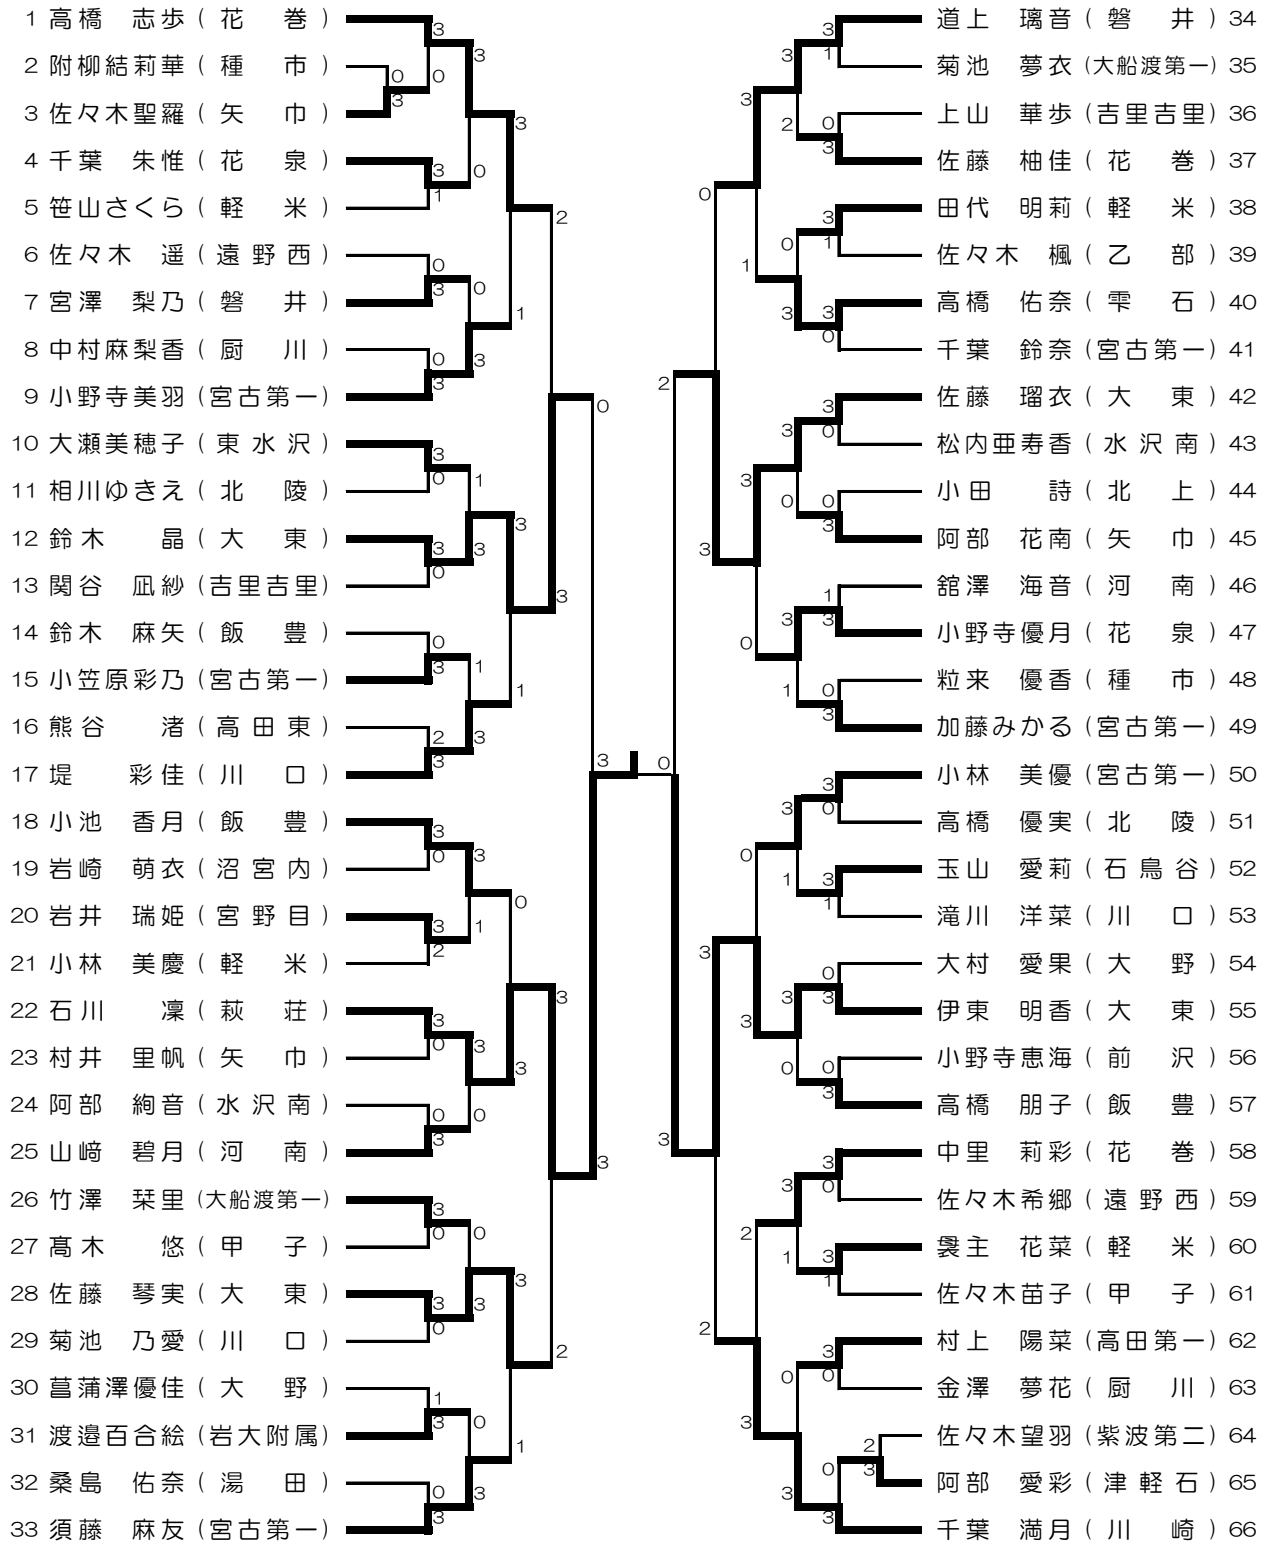 1 高橋 志歩 ( 花 巻 )
2 附柳結莉華 ( 種 市 )
3 佐々木聖羅 ( 矢 巾 )
4 千葉 朱惟 ( 花 泉 )
5 笹山さくら ( 軽 米 )
6 佐々木 遥 ( 遠野西 )
7 宮澤 梨乃 ( 磐 井 )
8 中村麻梨香 ( 厨 川 )
9 小野寺美羽 (宮古第一)
10 大瀬美穂子 ( 東水沢 )
11 相川ゆきえ ( 北 陵 )
12 鈴木 晶 ( 大 東 )
13 関谷 凪紗 (吉里吉里)
14 鈴木 麻矢 ( 飯 豊 )
15 小笠原彩乃 (宮古第一)
16 熊谷 渚 ( 高田東 )
17 堤 彩佳 ( 川 口 )
18 小池 香月 ( 飯 豊 )
19 岩崎 萌衣 ( 沼宮内 )
20 岩井 瑞姫 ( 宮野目 )
21 小林 美慶 ( 軽 米 )
22 石川 凜 ( 萩 荘 )
23 村井 里帆 ( 矢 巾 )
24 阿部 絢音 ( 水沢南 )
25 山﨑 碧月 ( 河 南 )
26 竹澤 栞里 (大船渡第一)
27 髙木 悠 ( 甲 子 )
28 佐藤 琴実 ( 大 東 )
29 菊池 乃愛 ( 川 口 )
30 菖蒲澤優佳 ( 大 野 )
31 渡邉百合絵 (岩大附属)
32 桑島 佑奈 ( 湯 田 )
33 須藤 麻友 (宮古第一)
道上 璃音 ( 磐 井 ) 34
菊池 夢衣 (大船渡第一) 35
上山 華歩 (吉里吉里) 36
佐藤 柚佳 ( 花 巻 ) 37
田代 明莉 ( 軽 米 ) 38
佐々木 楓 ( 乙 部 ) 39
高橋 佑奈 ( 雫 石 ) 40
千葉 鈴奈 (宮古第一) 41
佐藤 瑠衣 ( 大 東 ) 42
松内亜寿香 ( 水沢南 ) 43
小田 詩 ( 北 上 ) 44
阿部 花南 ( 矢 巾 ) 45
舘澤 海音 ( 河 南 ) 46
小野寺優月 ( 花 泉 ) 47
粒来 優香 ( 種 市 ) 48
加藤みかる (宮古第一) 49
小林 美優 (宮古第一) 50
高橋 優実 ( 北 陵 ) 51
玉山 愛莉 ( 石鳥谷 ) 52
滝川 洋菜 ( 川 口 ) 53
大村 愛果 ( 大 野 ) 54
伊東 明香 ( 大 東 ) 55
小野寺恵海 ( 前 沢 ) 56
高橋 朋子 ( 飯 豊 ) 57
中里 莉彩 ( 花 巻 ) 58
佐々木希郷 ( 遠野西 ) 59
主 花菜 ( 軽 米 ) 60
佐々木苗子 ( 甲 子 ) 61
村上 陽菜 (高田第一) 62
金澤 夢花 ( 厨 川 ) 63
佐々木望羽 (紫波第二) 64
阿部 愛彩 ( 津軽石 ) 65
千葉 満月 ( 川 崎 ) 66